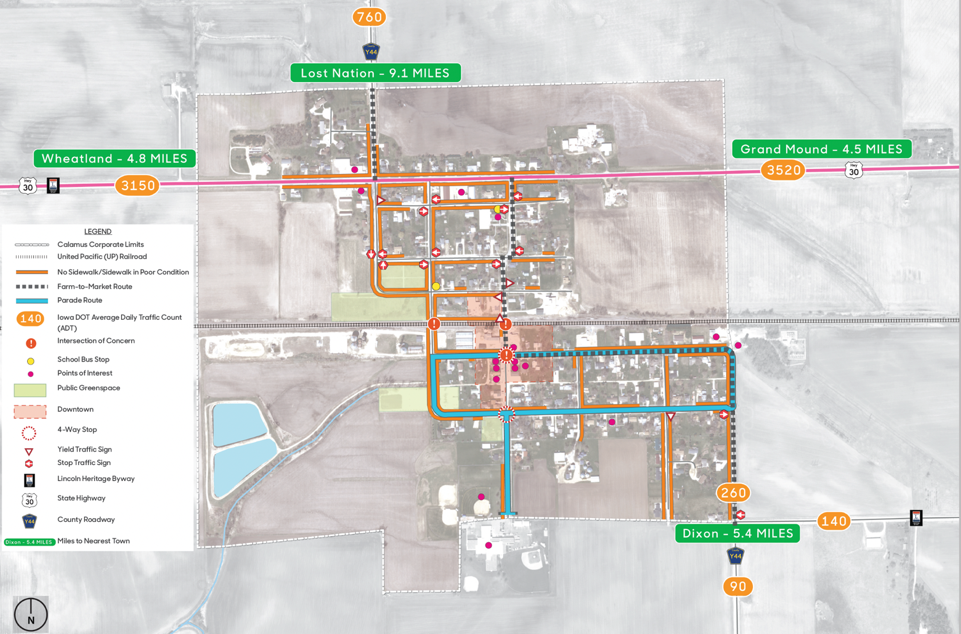 760
Y44
Lost Nation - 9.1 MILES
Wheatland - 4.8 MILES
Grand Mound - 4.5 MILES
Hwy
30
3150
3520
Hwy
30
LEGEND
Calamus Corporate Limits
United Pacific (UP) Railroad
No Sidewalk/Sidewalk in Poor Condition
Farm-to-Market Route
Parade Route
140
Iowa DOT Average Daily Traffic Count
(ADT)
Intersection of Concern
School Bus Stop
Points of Interest
Public Greenspace
Downtown
4-Way Stop
Yield Traffic Sign
Stop Traffic Sign
Lincoln Heritage Byway
Hwy
30
State Highway
Y44
County Roadway
Dixon - 5.4 MILES
Miles to Nearest Town
260
140
Dixon - 5.4 MILES
Y44
90
N